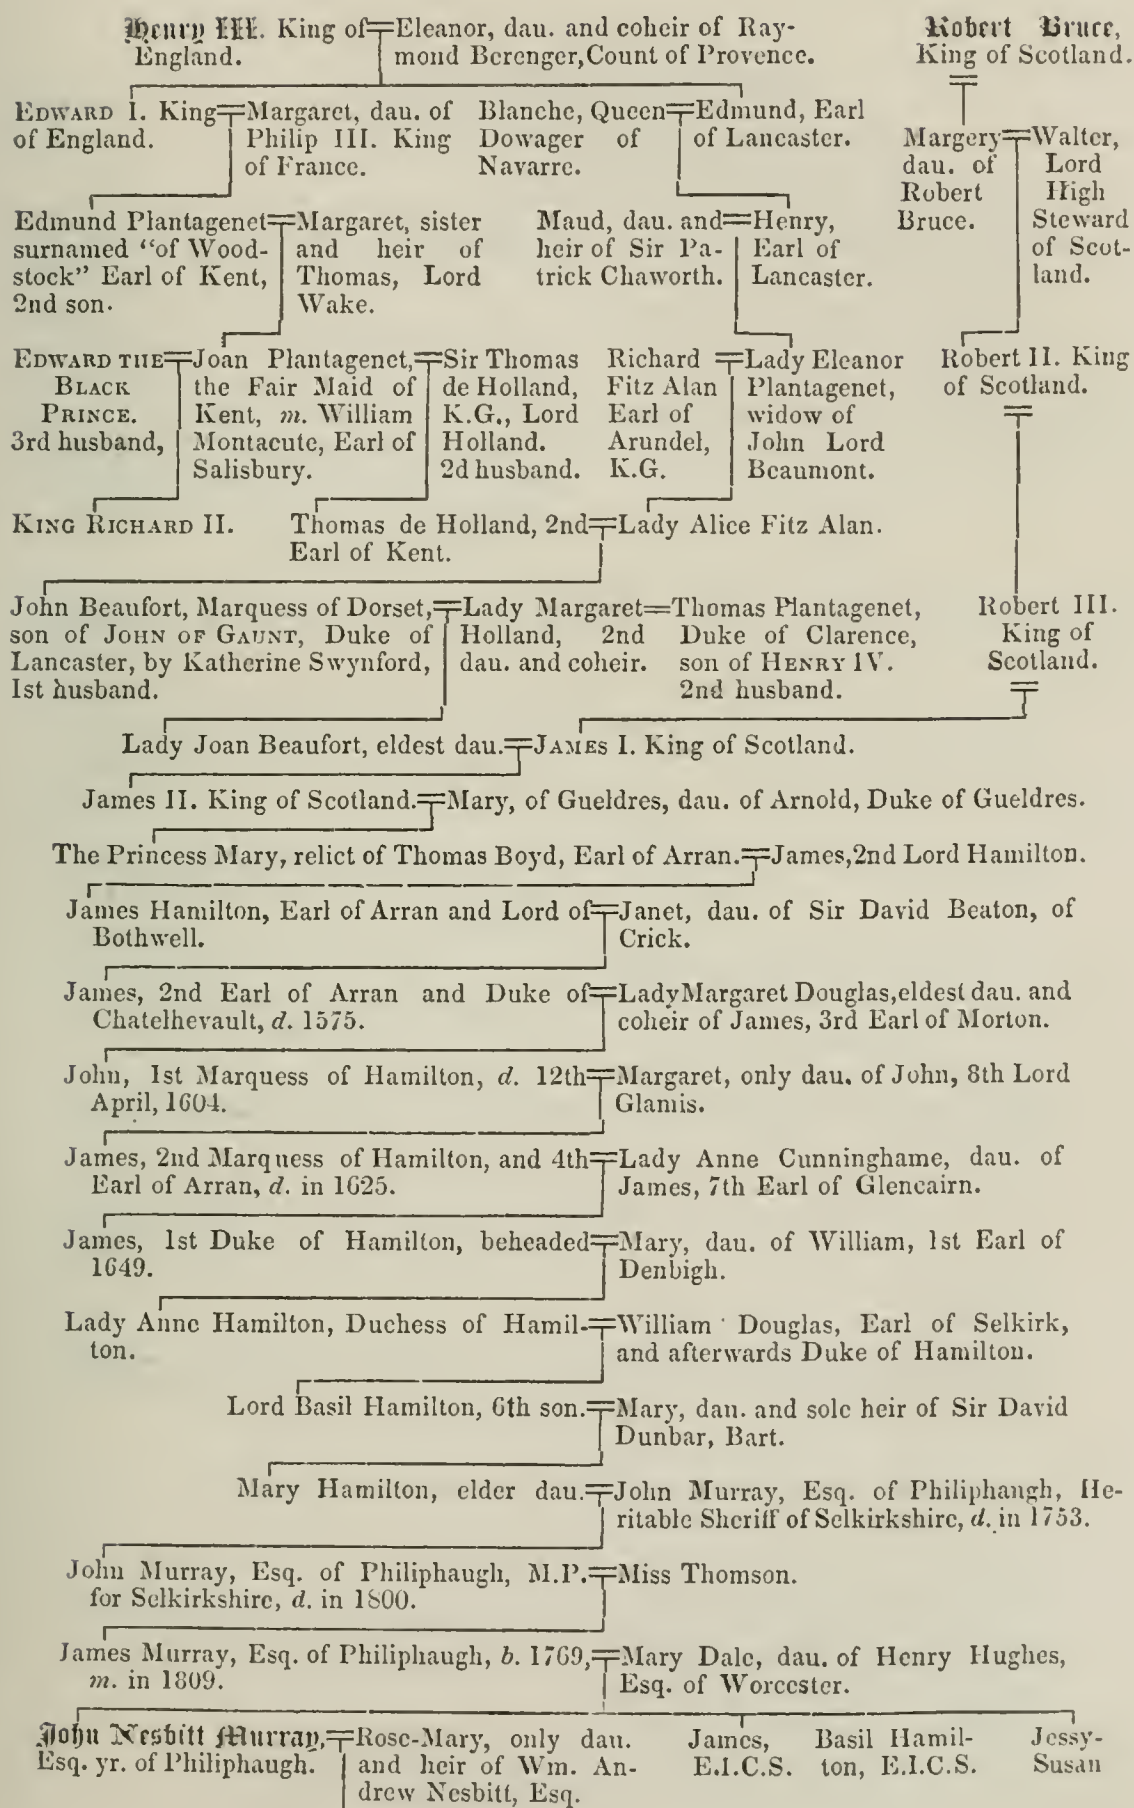 Henry III. King of Eleanor, dau. and coheir of Ray- Robert Bruce,
England. mond Berenger, Count of Provence. King of Scotland.
EDWARD I. King Margaret, dau. of Blanche, Queen Edmund, Earl
of England. Philip III. King Dowager of of Lancaster. Margery Walter,
of France. Navarre. dau. of Lord
Robert High
Edmund Plantagenet Margaret, sister Maud, dau. and Henry, Bruce. Steward
surnamed "of Wood- and heir of heir of Sir Pa- Earl of of Scot-
stock" Earl of Kent, Thomas, Lord trick Chaworth. Lancaster. land.
2nd son. Wake.
EDWARD THE Joan Plantagenet, Sir Thomas Richard Lady Eleanor Robert II. King
BLACK the Fair Maid of de Holland, Fitz Alan Plantagenet, of Scotland.
PRINCE. Kent, m. William K.G., Lord Earl of widow of
3rd husband, Montacute, Earl of Holland. Arundel, John Lord
Salisbury. 2d husband. K.G. Beaumont.
KING RICHARD II. Thomas de Holland, 2nd Lady Alice Fitz Alan.
Earl of Kent.
John Beaufort, Marquess of Dorset, Lady Margaret Thomas Plantagenet, Robert III.
son of JOHN OF GAUNT, Duke of Holland, 2nd Duke of Clarence, King of
Lancaster, by Katherine Swynford, dau. and coheir. son of HENRY IV. Scotland.
1st husband. 2nd husband.
Lady Joan Beaufort, eldest dau. JAMES I. King of Scotland.
James II. King of Scotland. Mary, of Gueldres, dau. of Arnold, Duke of Gueldres.
The Princess Mary, relict of Thomas Boyd, Earl of Arran. James, 2nd Lord Hamilton.
James Hamilton, Earl of Arran and Lord of Janet, dau. of Sir David Beaton, of
Bothwell. Crick.
James, 2nd Earl of Arran and Duke of Lady Margaret Douglas, eldest dau. and
Chatelhevault, d. 1575. coheir of James, 3rd Earl of Morton.
John, 1st Marquess of Hamilton, d. 12th Margaret, only dau. of John, 8th Lord
April, 1604. Glamis.
James, 2nd Marquess of Hamilton, and 4th Lady Anne Cunninghame, dau. of
Earl of Arran, d. in 1625. James, 7th Earl of Glencairn.
James, 1st Duke of Hamilton, beheaded Mary, dau. of William, 1st Earl of
1649. Denbigh.
Lady Anne Hamilton, Duchess of Hamil- William Douglas, Earl of Selkirk,
ton. and afterwards Duke of Hamilton.
Lord Basil Hamilton, 6th son. Mary, dau. and sole heir of Sir David
Dunbar, Bart.
Mary Hamilton, elder dau. John Murray, Esq. of Philiphaugh, He-
ritable Sheriff of Selkirkshire, d. in 1753.
John Murray, Esq. of Philiphaugh, M.P. Miss Thomson.
for Selkirkshire, d. in 1800.
James Murray, Esq. of Philiphaugh, b. 1769, Mary Dale, dau. of Henry Hughes,
m. in 1809. Esq. of Worcester.
John Nesbitt Murray, Rose-Mary, only dau. James, Basil Hamil- Jessy-
Esq. yr. of Philiphaugh. and heir of Wm. An- E.I.C.S. ton, E.I.C.S. Susan
drew Nesbitt, Esq.